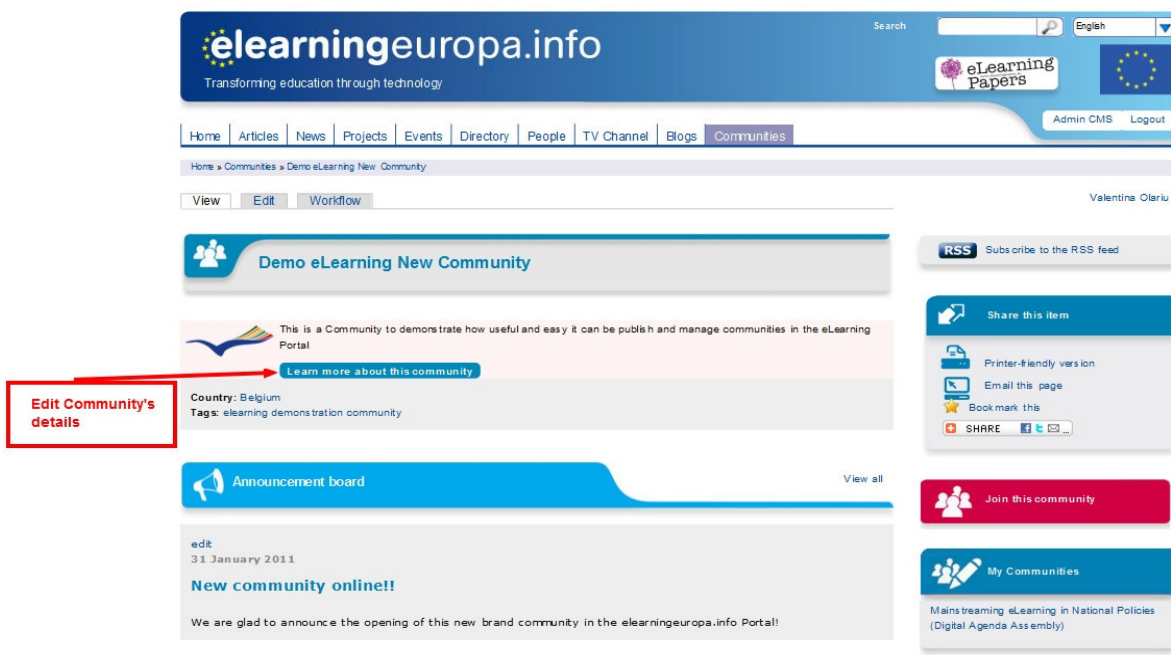 elearningeuropa.info
Transforming education through technology
Search
English
eLearning
Papers
Admin CMS Logout
Home Articles News Projects Events Directory People TV Channel Blogs Communities
Home » Communities » Demo eLearning New Community
View Edit Workflow
Valentina Olariu
Demo eLearning New Community
This is a Community to demonstrate how useful and easy it can be publish and manage communities in the eLearning
Portal
Learn more about this community
Country: Belgium
Tags: elearning demonstration community
Edit Community's
details
Announcement board
View all
edit
31 January 2011
New community online!!
We are glad to announce the opening of this new brand community in the elearningeuropa.info Portal!
RSS Subscribe to the RSS feed
Share this item
Printer-friendly version
Email this page
Bookmark this
SHARE
Join this community
My Communities
Mainstreaming eLearning in National Policies
(Digital Agenda Assembly)